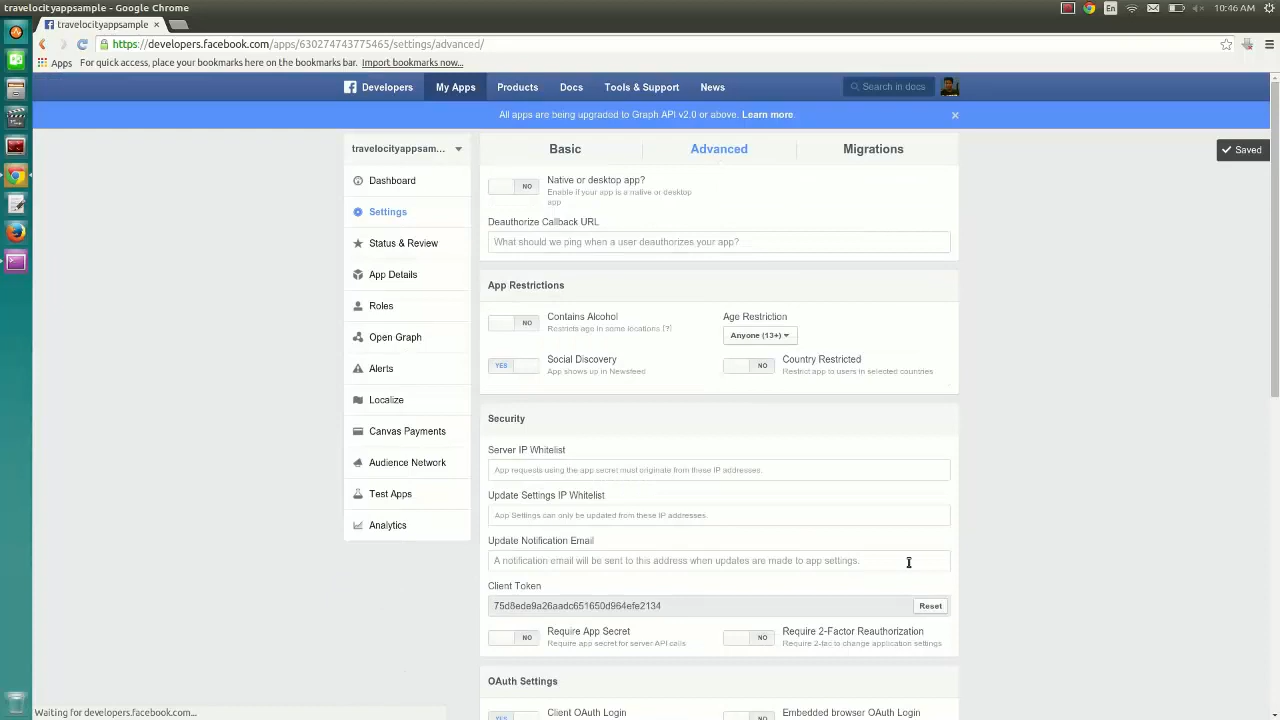 travelocityappsample - Google Chrome
En
10:46 AM
travelocityappsample
https://developers.facebook.com/apps/630274743775465/settings/advanced/
Apps For quick access, place your bookmarks here on the bookmarks bar. Import bookmarks now...
Developers My Apps Products Docs Tools & Support News Search in docs
All apps are being upgraded to Graph API v2.0 or above. Learn more.
travelocityappsam...
Dashboard
Settings
Status & Review
App Details
Roles
Open Graph
Alerts
Localize
Canvas Payments
Audience Network
Test Apps
Analytics
Basic Advanced Migrations
Saved
NO Native or desktop app?
Enable if your app is a native or desktop
app
Deauthorize Callback URL
What should we ping when a user deauthorizes your app?
App Restrictions
NO Contains Alcohol
Restricts age in some locations [?]
Age Restriction
Anyone (13+)
YES Social Discovery
App shows up in Newsfeed
NO Country Restricted
Restrict app to users in selected countries
Security
Server IP Whitelist
App requests using the app secret must originate from these IP addresses.
Update Settings IP Whitelist
App Settings can only be updated from these IP addresses.
Update Notification Email
A notification email will be sent to this address when updates are made to app settings.
Client Token
75d8ede9a26aadc651650d964efe2134 Reset
NO Require App Secret
Require app secret for server API calls
NO Require 2-Factor Reauthorization
Require 2-fac to change application settings
OAuth Settings
YES Client OAuth Login
NO Embedded browser OAuth Login
Waiting for developers.facebook.com...